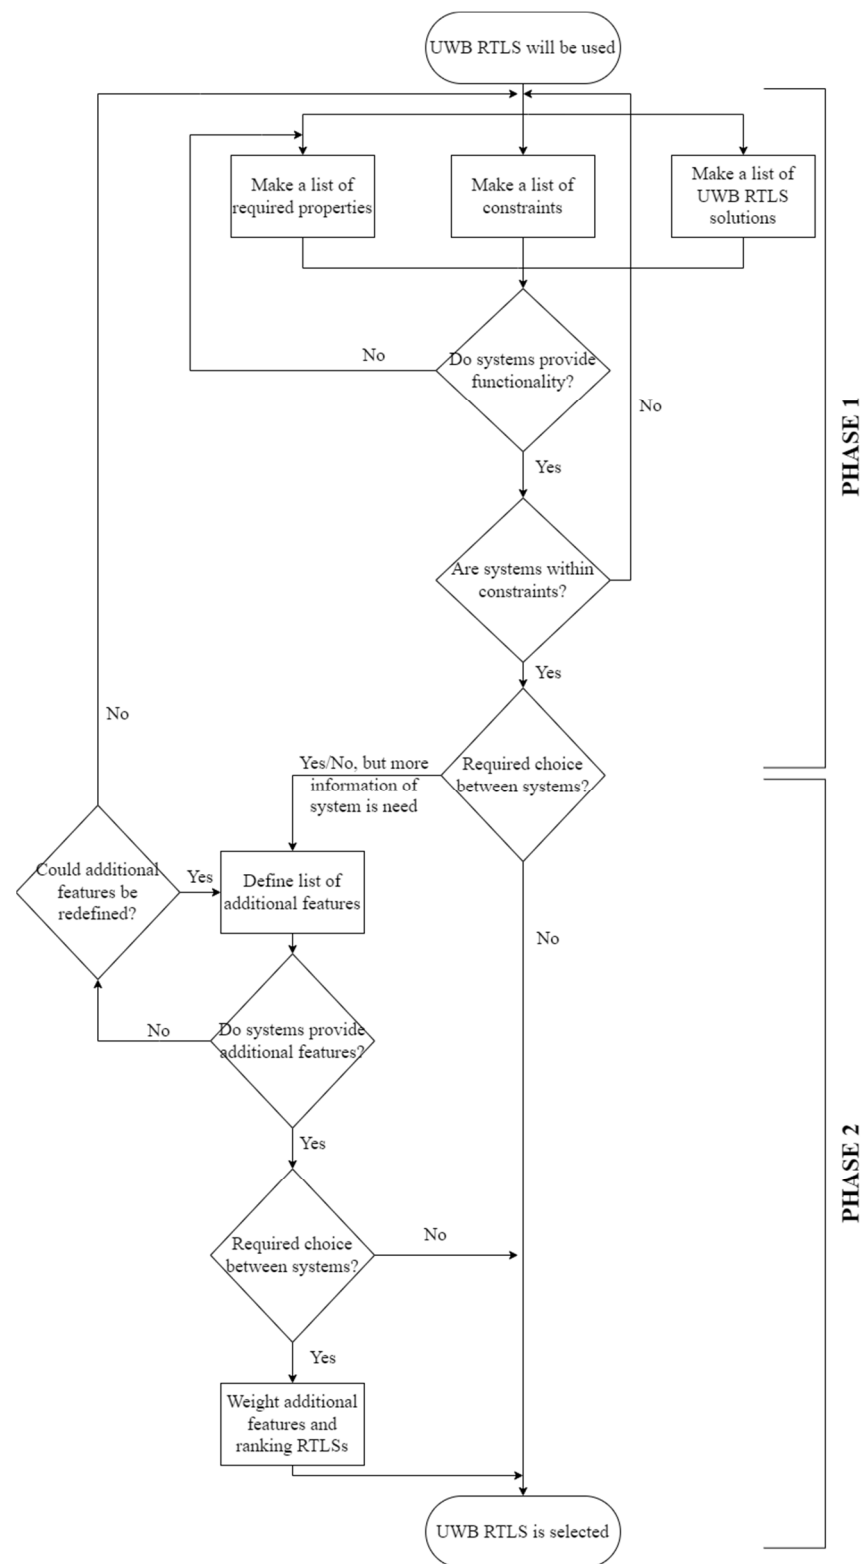 UWB RTLS will be used
Make a list of
required properties
Make a list of
constraints
Make a list of
UWB RTLS
solutions
No
Do systems provide
functionality?
No
PHASE 1
Yes
Are systems within
constraints?
Yes
No
Required choice
between systems?
Yes/No, but more
information of
system is need
Could additional
features be
redefined?
Yes
Define list of
additional features
No
No
Do systems provide
additional features?
PHASE 2
Yes
Required choice
between systems?
No
Yes
Weight additional
features and
ranking RTLSs
UWB RTLS is selected